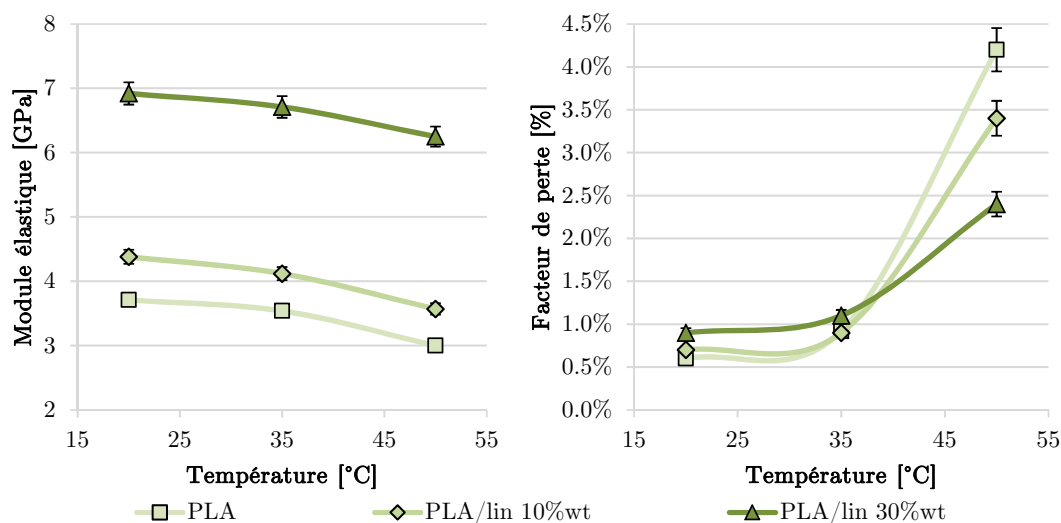 Module élastique [GPa]
8
7
6
5
4
3
2
15 25 35 45 55
Température [°C]
Facteur de perte [%]
4.5%
4.0%
3.5%
3.0%
2.5%
2.0%
1.5%
1.0%
0.5%
0.0%
15 25 35 45 55
Température [°C]
PLA PLA/lin 10%wt PLA/lin 30%wt